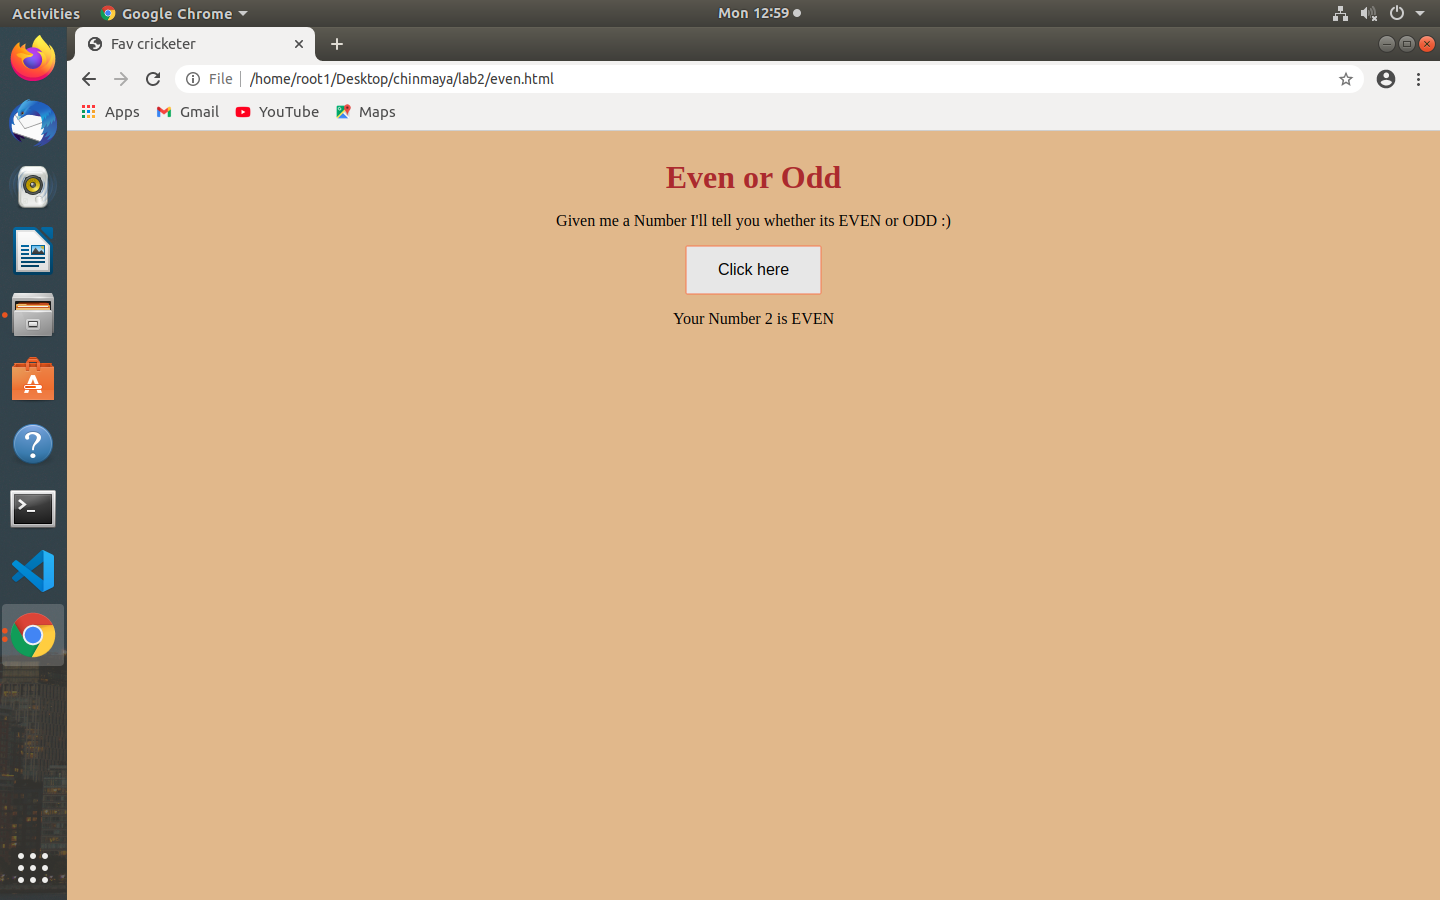 Activities
Google Chrome
Mon 12:59
Fav cricketer
File
/home/root1/Desktop/chinmaya/lab2/even.html
Apps
Gmail
YouTube
Maps
Even or Odd
Given me a Number I'll tell you whether its EVEN or ODD :)
Click here
Your Number 2 is EVEN